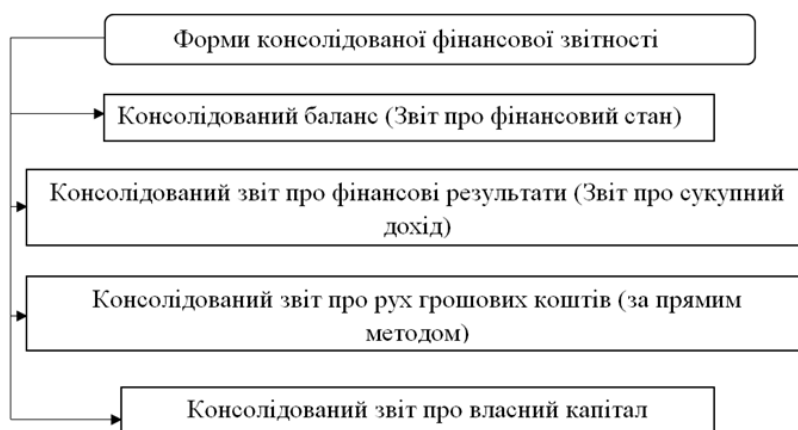 Форми консолідованої фінансової звітності
Консолідований баланс (Звіт про фінансовий стан)
Консолідований звіт про фінансові результати (Звіт про сукупний
дохід)
Консолідований звіт про рух грошових коштів (за прямим
методом)
Консолідований звіт про власний капітал